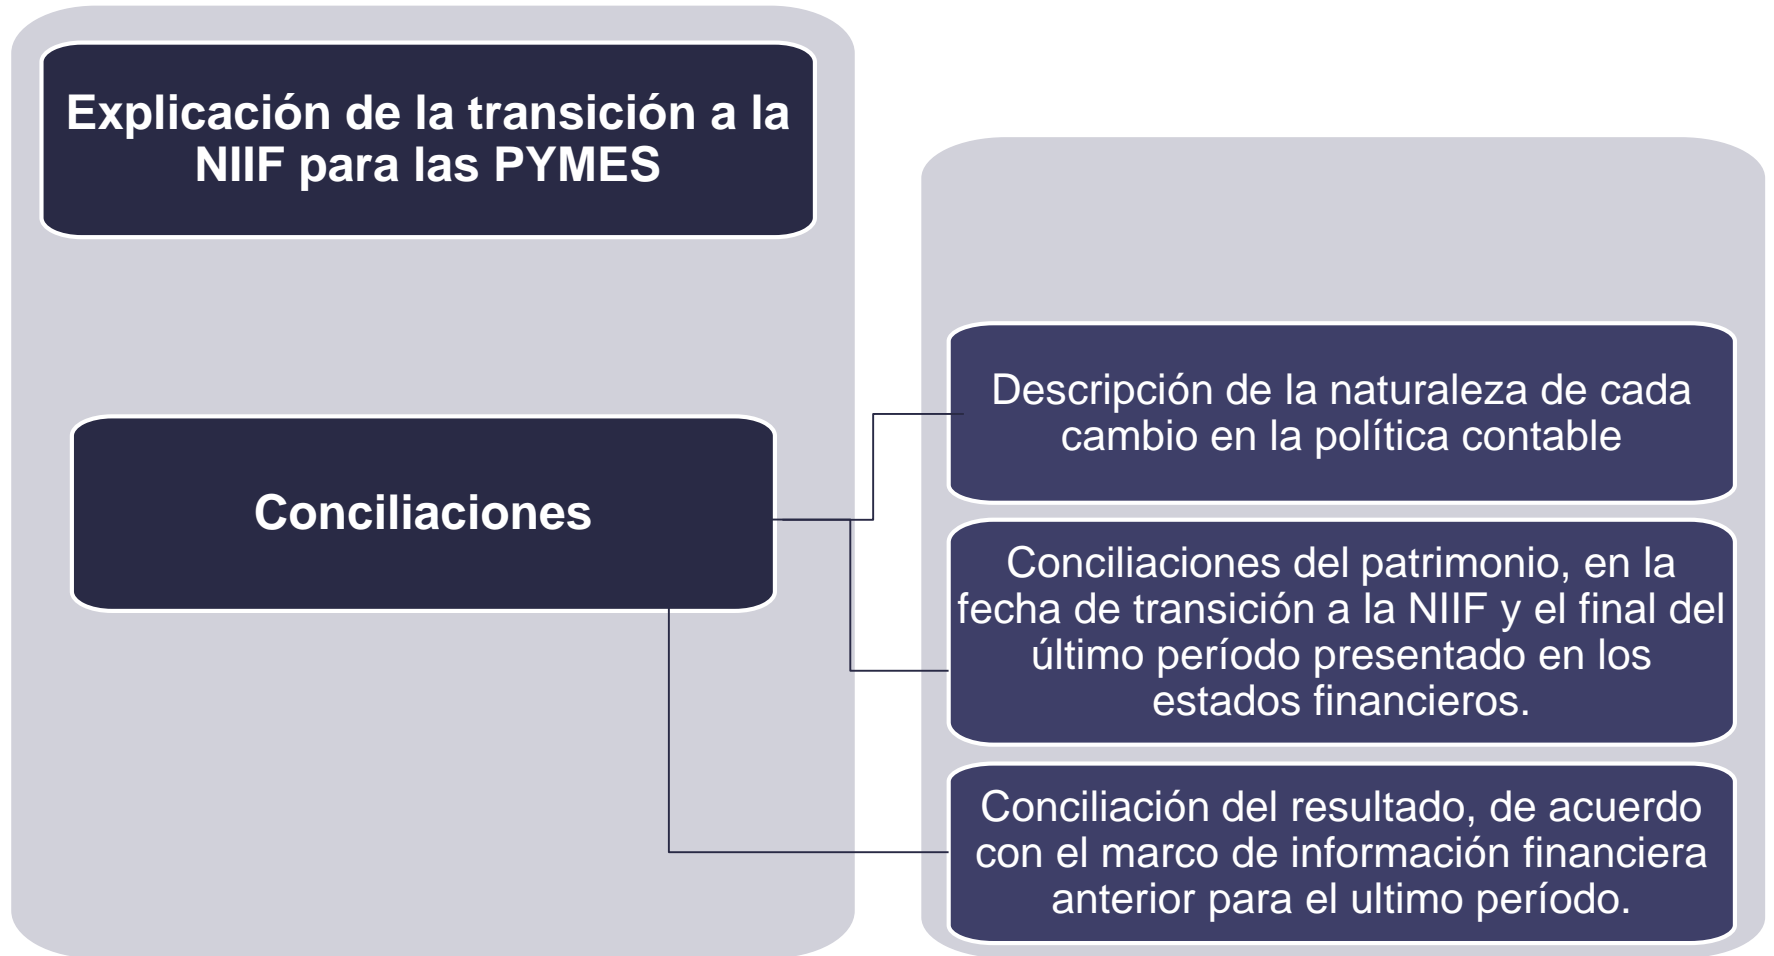 Explicación de la transición a la
NIIF para las PYMES
Conciliaciones
Descripción de la naturaleza de cada
cambio en la política contable
Conciliaciones del patrimonio, en la
fecha de transición a la NIIF y el final del
último período presentado en los
estados financieros.
Conciliación del resultado, de acuerdo
con el marco de información financiera
anterior para el ultimo período.